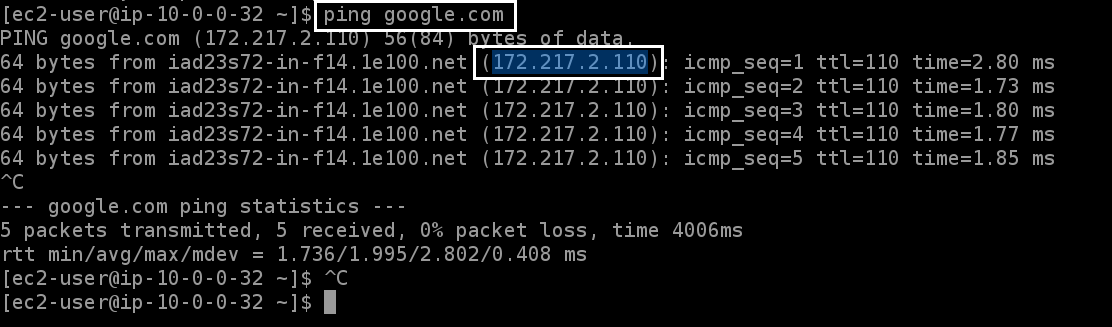 [ec2-user@ip-10-0-0-32 ~]$ ping google.com
PING google.com (172.217.2.110) 56(84) bytes of data.
64 bytes from iad23s72-in-f14.1e100.net (172.217.2.110): icmp_seq=1 ttl=110 time=2.80 ms
64 bytes from iad23s72-in-f14.1e100.net (172.217.2.110): icmp_seq=2 ttl=110 time=1.73 ms
64 bytes from iad23s72-in-f14.1e100.net (172.217.2.110): icmp_seq=3 ttl=110 time=1.80 ms
64 bytes from iad23s72-in-f14.1e100.net (172.217.2.110): icmp_seq=4 ttl=110 time=1.77 ms
64 bytes from iad23s72-in-f14.1e100.net (172.217.2.110): icmp_seq=5 ttl=110 time=1.85 ms
^C
--- google.com ping statistics ---
5 packets transmitted, 5 received, 0% packet loss, time 4006ms
rtt min/avg/max/mdev = 1.736/1.995/2.802/0.408 ms
[ec2-user@ip-10-0-0-32 ~]$ ^C
[ec2-user@ip-10-0-0-32 ~]$